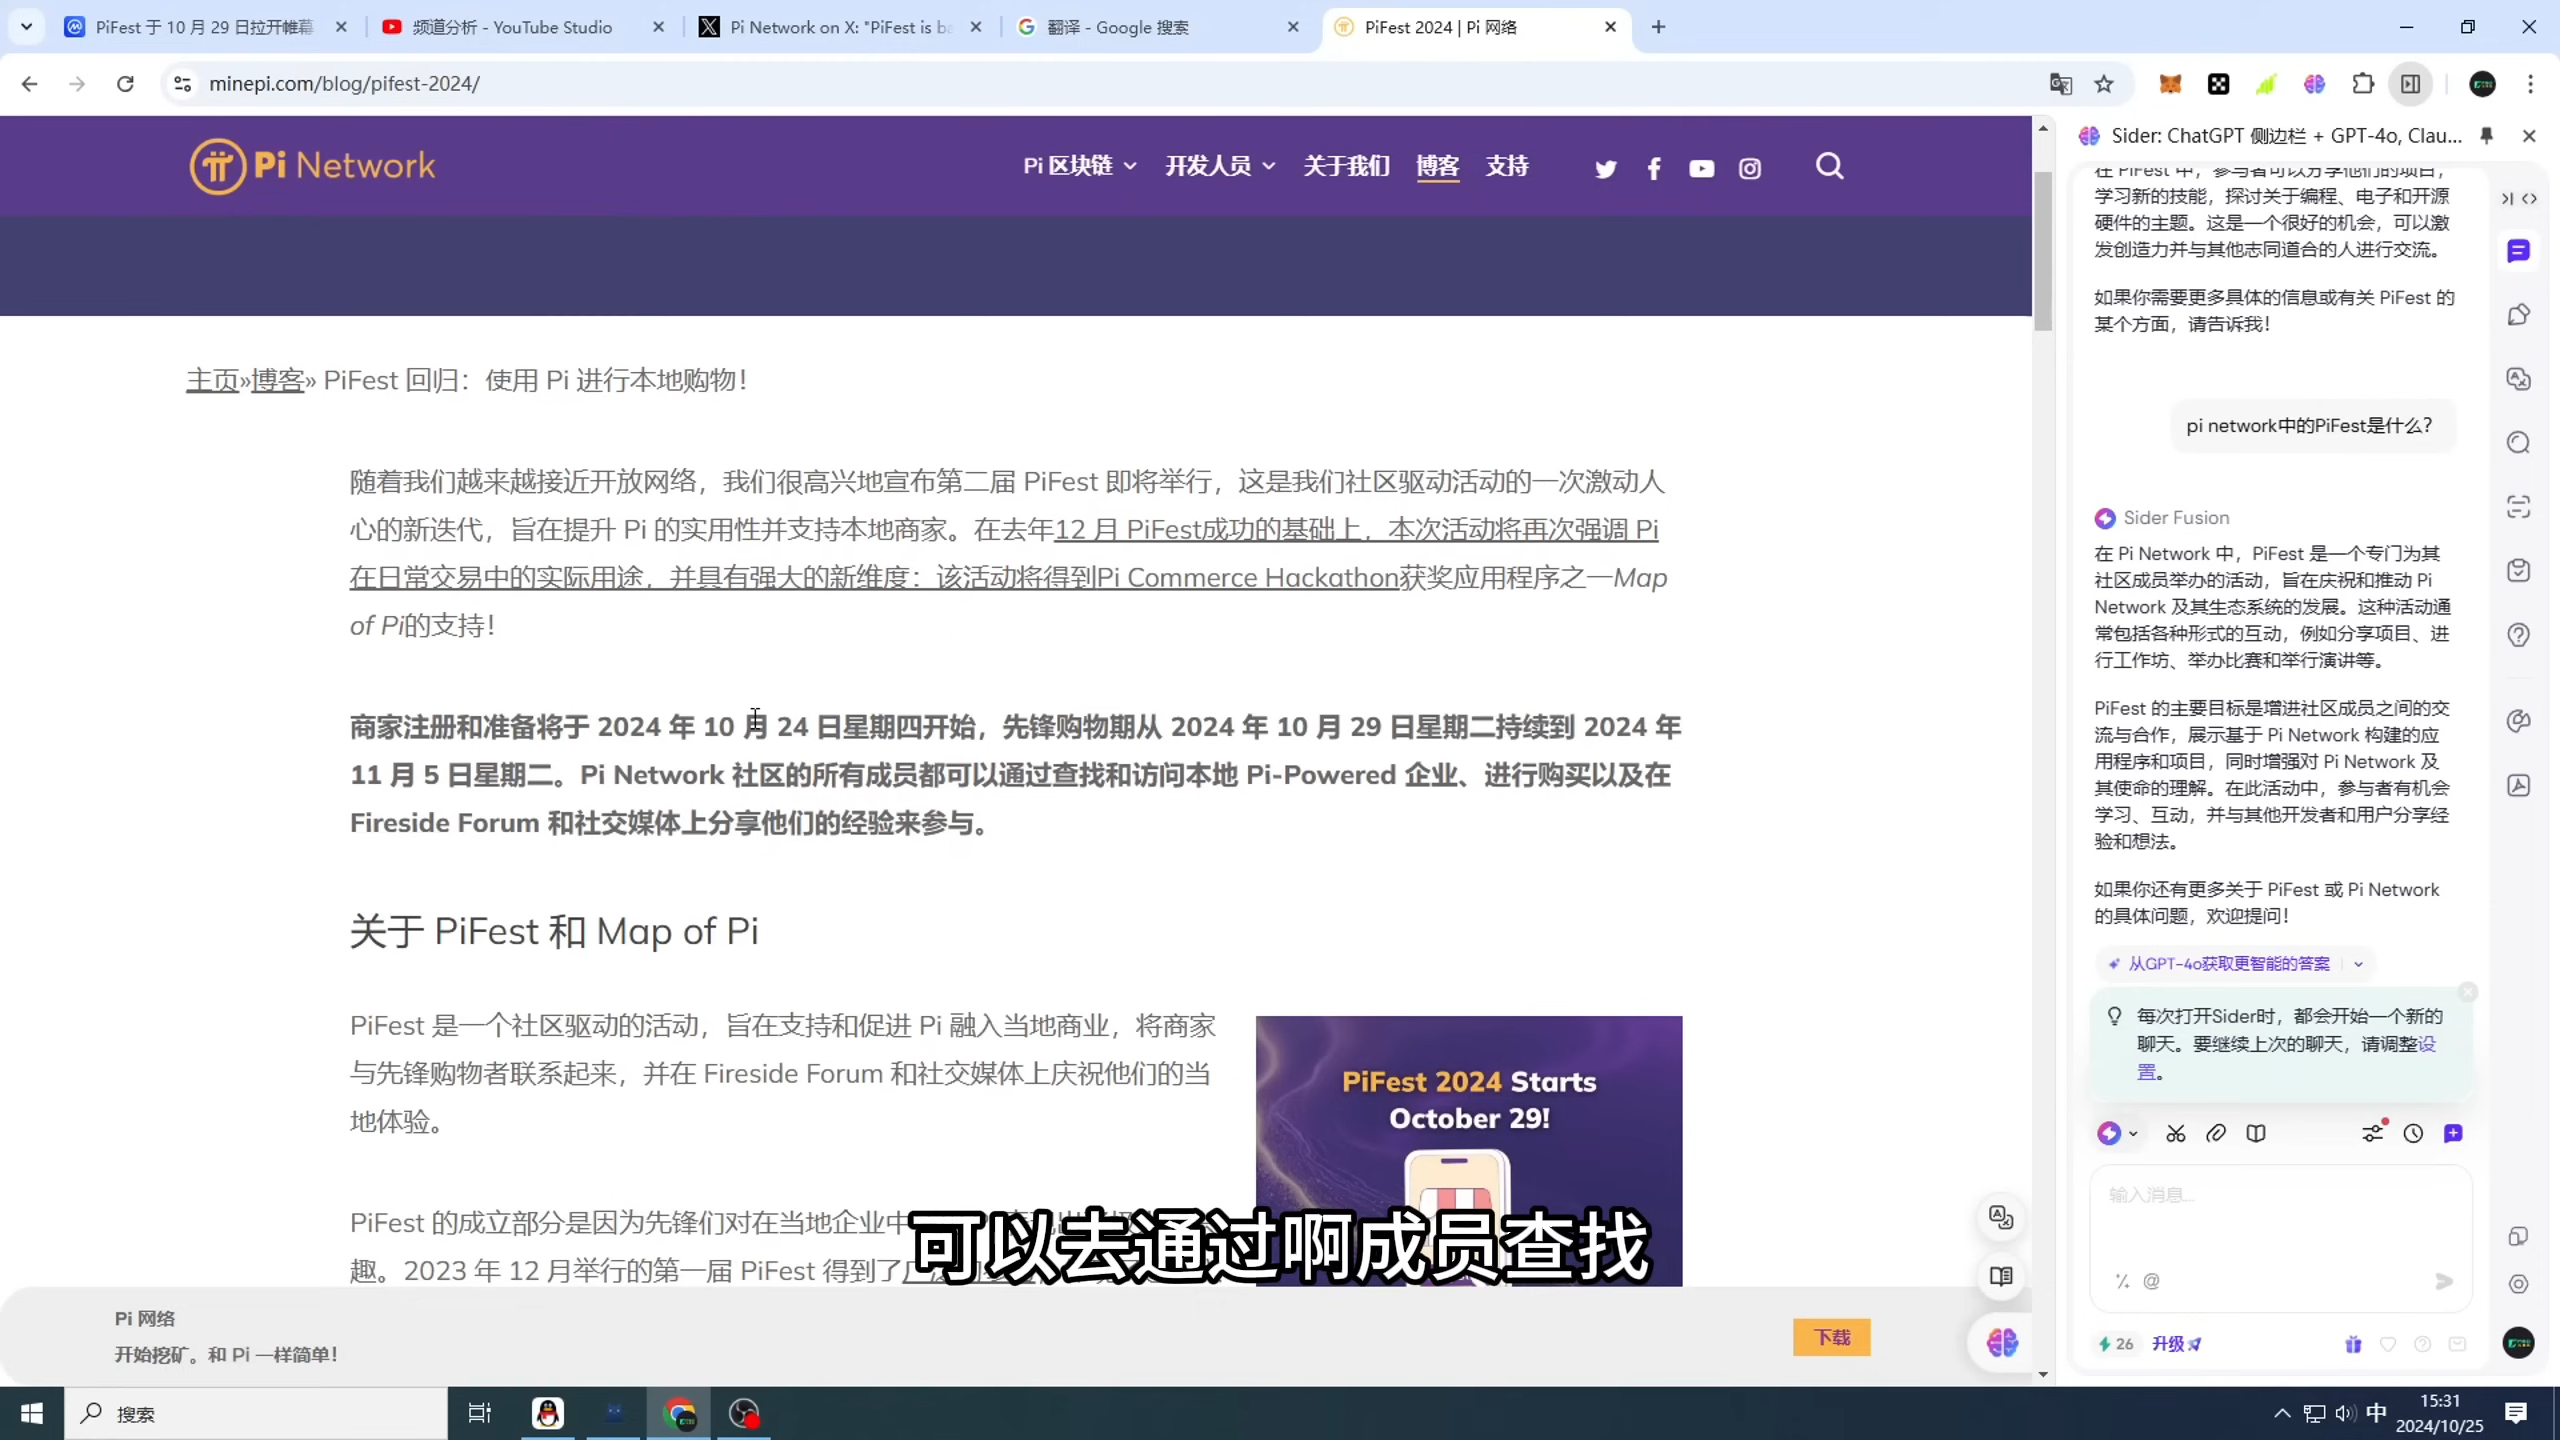 PiFest 于 10 月 29 日拉开帷幕
频道分析 - YouTube Studio
Pi Network on X: "PiFest is ba
翻译 - Google 搜索
PiFest 2024 | Pi 网络
minepi.com/blog/pifest-2024/
Pi Network
Pi 区块链
开发人员
关于我们
博客
支持
主页»博客» PiFest 回归：使用 Pi 进行本地购物！
随着我们越来越接近开放网络，我们很高兴地宣布第二届 PiFest 即将举行，这是我们社区驱动活动的一次激动人
心的新迭代，旨在提升 Pi 的实用性并支持本地商家。在去年12 月 PiFest成功的基础上，本次活动将再次强调 Pi
在日常交易中的实际用途，并具有强大的新维度：该活动将得到Pi Commerce Hackathon获奖应用程序之一Map
of Pi的支持！
商家注册和准备将于 2024 年 10 月 24 日星期四开始，先锋购物期从 2024 年 10 月 29 日星期二持续到 2024 年
11 月 5 日星期二。Pi Network 社区的所有成员都可以通过查找和访问本地 Pi-Powered 企业、进行购买以及在
Fireside Forum 和社交媒体上分享他们的经验来参与。
关于 PiFest 和 Map of Pi
PiFest 是一个社区驱动的活动，旨在支持和促进 Pi 融入当地商业，将商家
与先锋购物者联系起来，并在 Fireside Forum 和社交媒体上庆祝他们的当
地体验。
PiFest 的成立部分是因为先锋们对在当地企业中
趣。2023 年 12 月举行的第一届 PiFest 得到了
PiFest 2024 Starts
October 29!
可以去通过啊成员查找
Pi 网络
开始挖矿。和 Pi 一样简单！
下载
Sider: ChatGPT 侧边栏 + GPT-4o, Clau...
在 PiFest 中，参与者可以分享他们的项目，
学习新的技能，探讨关于编程、电子和开源
硬件的主题。这是一个很好的机会，可以激
发创造力并与其他志同道合的人进行交流。
如果你需要更多具体的信息或有关 PiFest 的
某个方面，请告诉我！
pi network中的PiFest是什么？
Sider Fusion
在 Pi Network 中，PiFest 是一个专门为其
社区成员举办的活动，旨在庆祝和推动 Pi
Network 及其生态系统的发展。这种活动通
常包括各种形式的互动，例如分享项目、进
行工作坊、举办比赛和举行演讲等。
PiFest 的主要目标是增进社区成员之间的交
流与合作，展示基于 Pi Network 构建的应
用程序和项目，同时增强对 Pi Network 及
其使命的理解。在此活动中，参与者有机会
学习、互动，并与其他开发者和用户分享经
验和想法。
如果你还有更多关于 PiFest 或 Pi Network
的具体问题，欢迎提问！
从GPT-4o获取更智能的答案
每次打开Sider时，都会开始一个新的
聊天。要继续上次的聊天，请调整设
置。
输入消息...
@
26
升级
搜索
中
15:31
2024/10/25